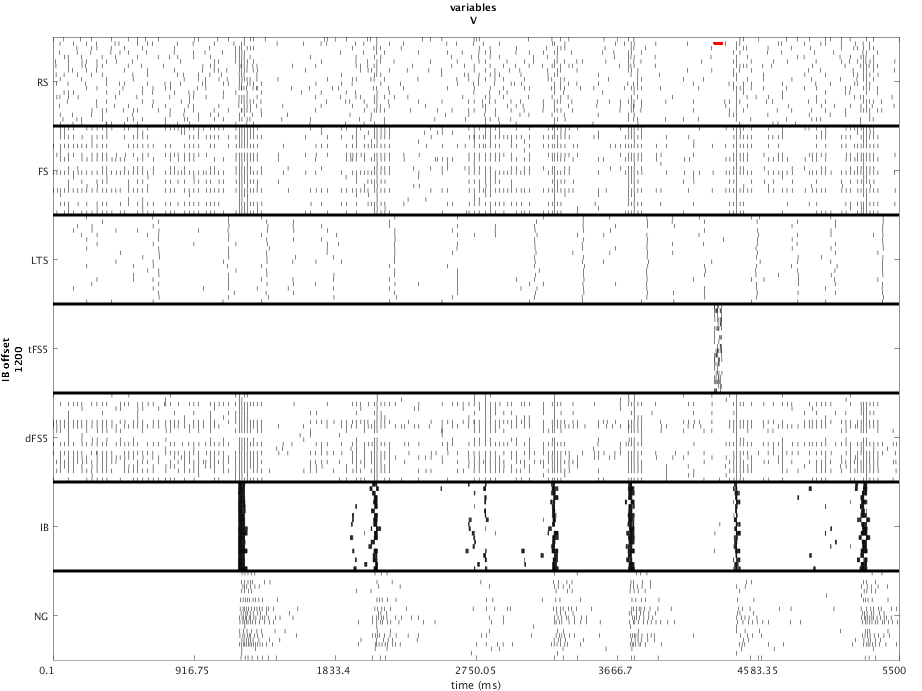 variables
V
RS
FS
LTS
IB offset
1200
tFS5
dFS5
IB
NG
0.1 916.75 1833.4 2750.05 3666.7 4583.35 5500
time (ms)